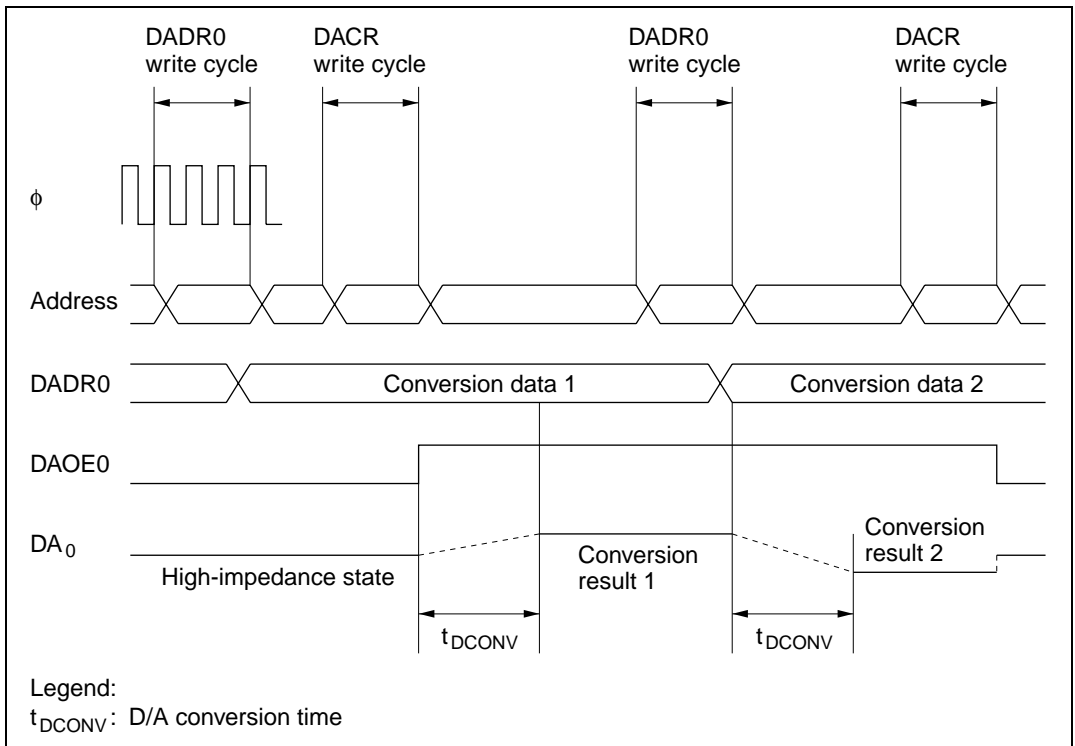 DADR0
write cycle
DACR
write cycle
DADR0
write cycle
DACR
write cycle
ϕ
Address
DADR0
Conversion data 1
Conversion data 2
DAOE0
DA0
High-impedance state
Conversion
result 1
Conversion
result 2
tDCONV
tDCONV
Legend:
tDCONV: D/A conversion time